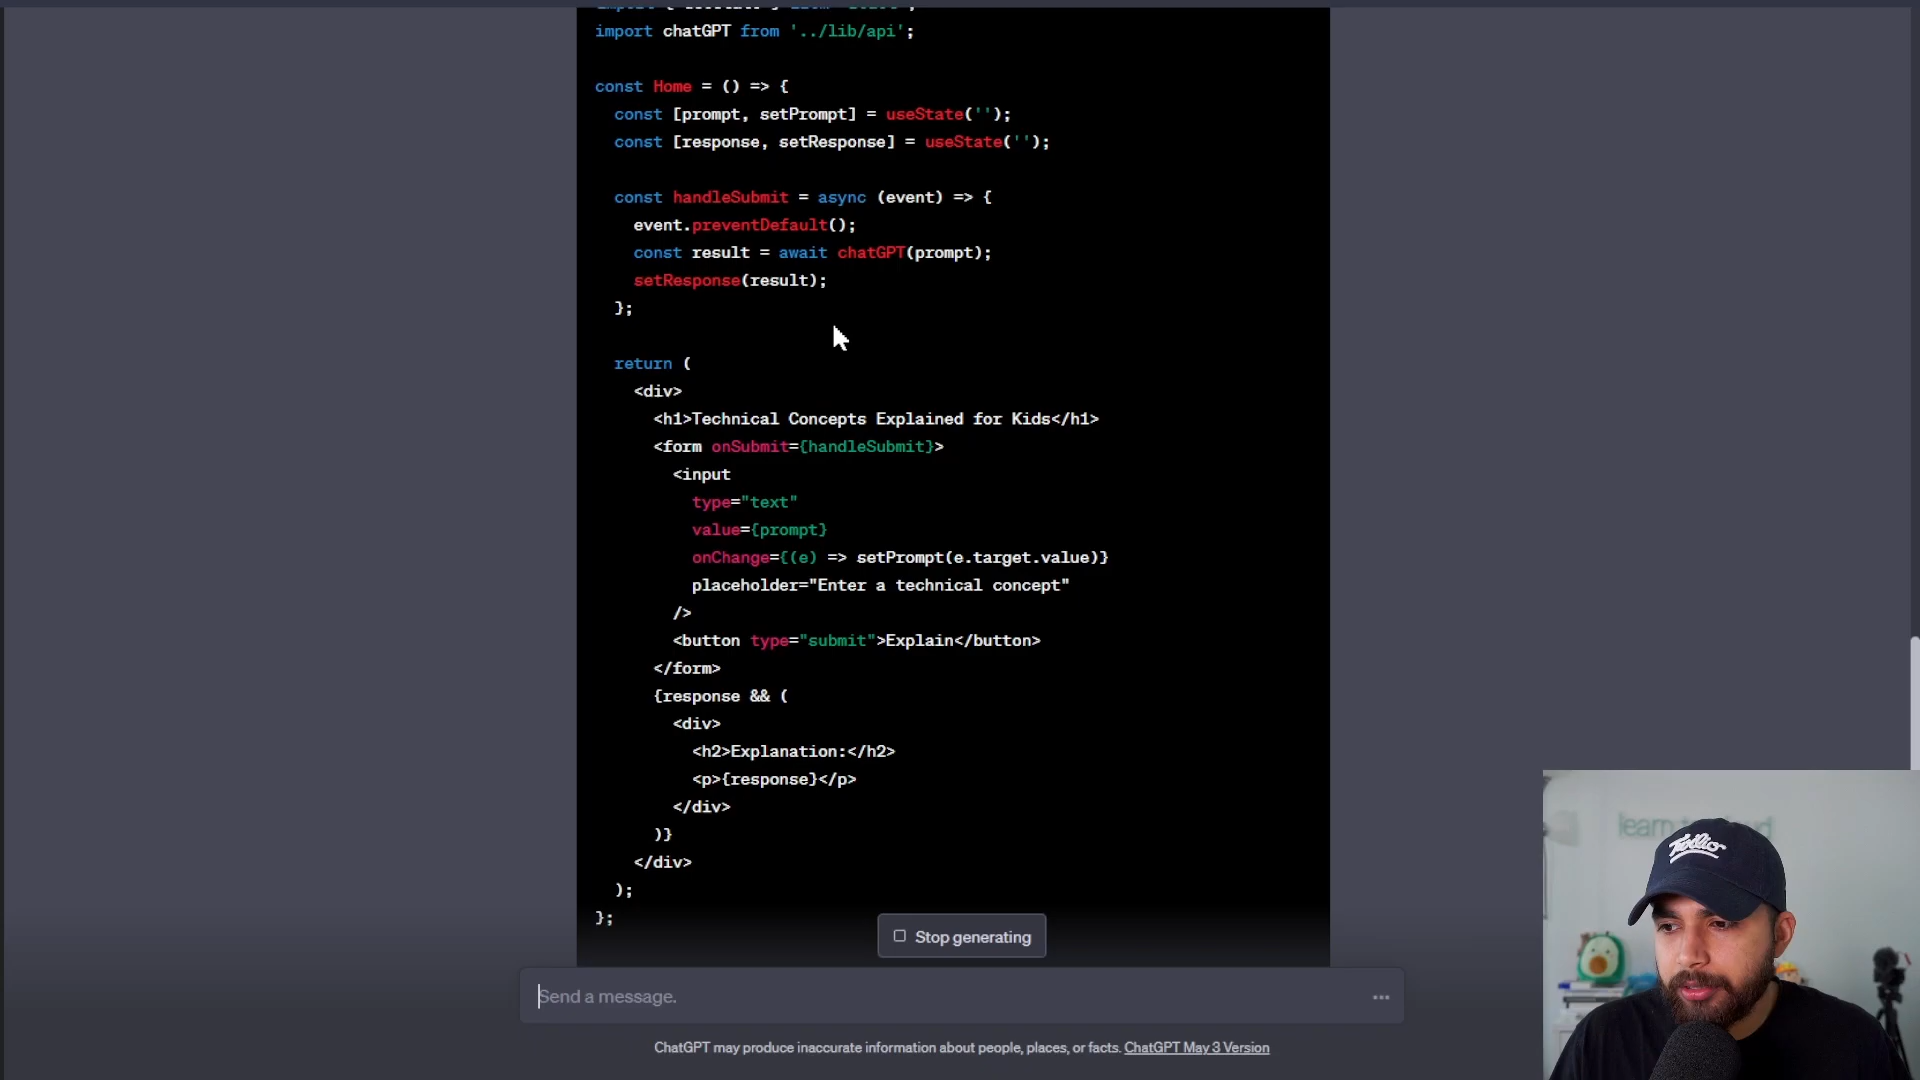 import chatGPT from '../lib/api';
const Home = () => {
const [prompt, setPrompt] = useState('');
const [response, setResponse] = useState('');
const handleSubmit = async (event) => {
event.preventDefault();
const result = await chatGPT(prompt);
setResponse(result);
};
return (
<div>
<h1>Technical Concepts Explained for Kids</h1>
<form onSubmit={handleSubmit}>
<input
type="text"
value={prompt}
onChange={(e) => setPrompt(e.target.value)}
placeholder="Enter a technical concept"
/>
<button type="submit">Explain</button>
</form>
{response && (
<div>
<h2>Explanation:</h2>
<p>{response}</p>
</div>
)}
</div>
);
};
Stop generating
Send a message.
ChatGPT may produce inaccurate information about people, places, or facts. ChatGPT May 3 Version
learn to cloud
Twilio